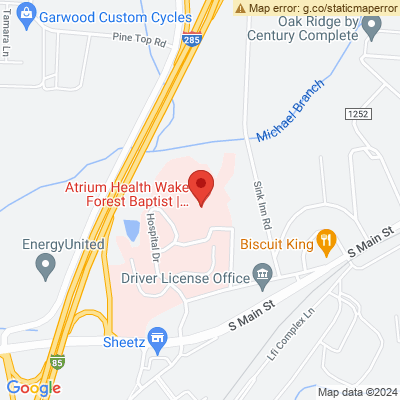 Map error: g.co/staticmaperror
Garwood Custom Cycles
Tamara Ln
Pine Top Rd
Oak Ridge by
Century Complete
285
Michael Branch
1252
Atrium Health Wake
Forest Baptist |...
Sink Inn Rd
Hospital Dr
EnergyUnited
Biscuit King
S Main St
Driver License Office
S Main St
Sheetz
Lfi Complex Ln
85
Google
Map data ©2024